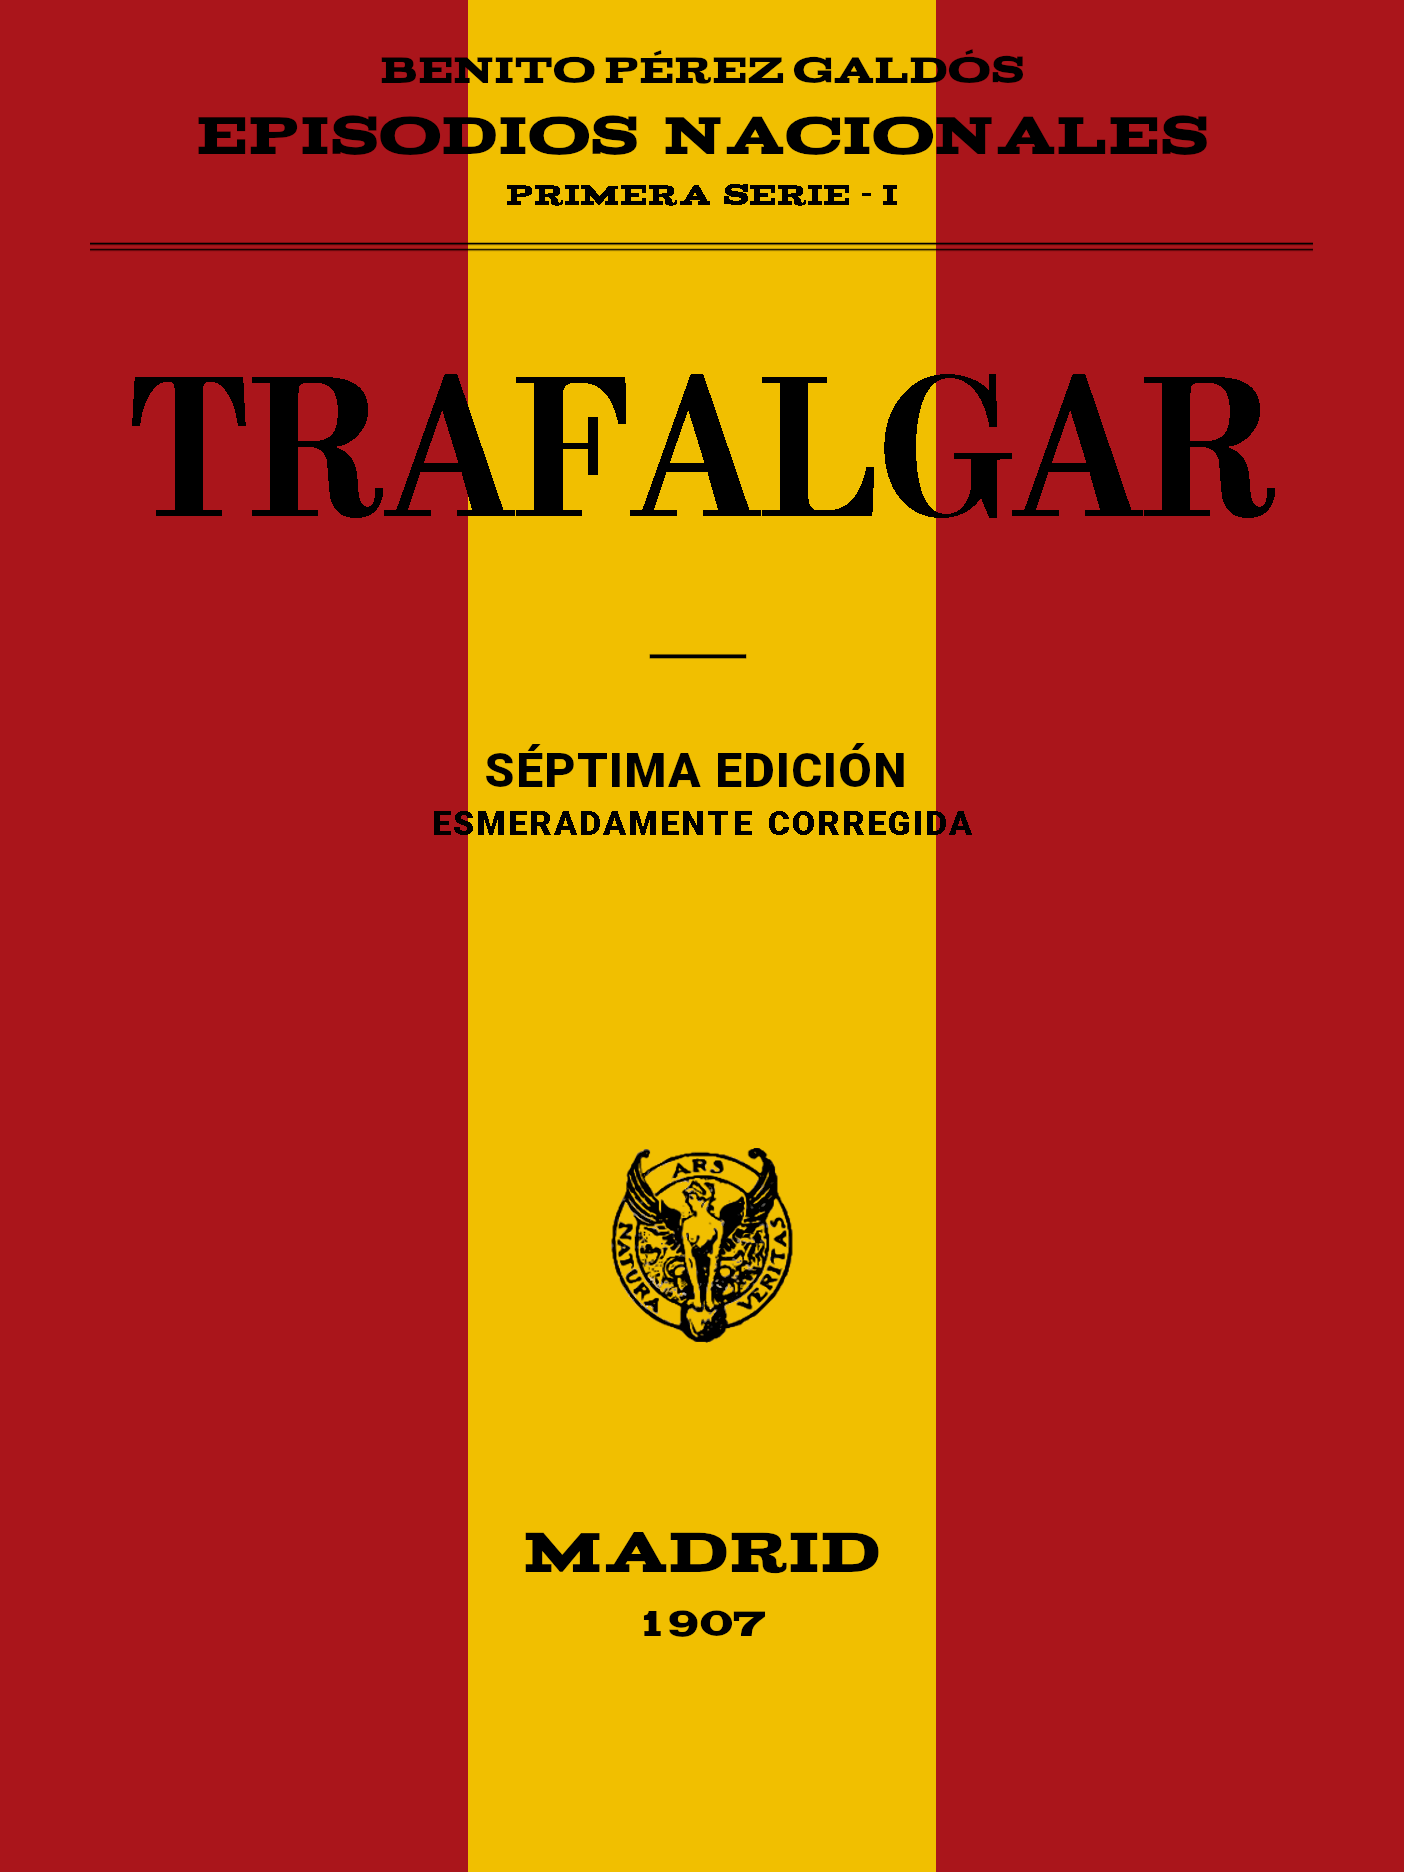 BENITO PÉREZ GALDÓS
EPISODIOS NACIONALES
PRIMERA SERIE - I
TRAFALGAR
SÉPTIMA EDICIÓN
ESMERADAMENTE CORREGIDA
ARS
NATURA
VERITAS
MADRID
1907